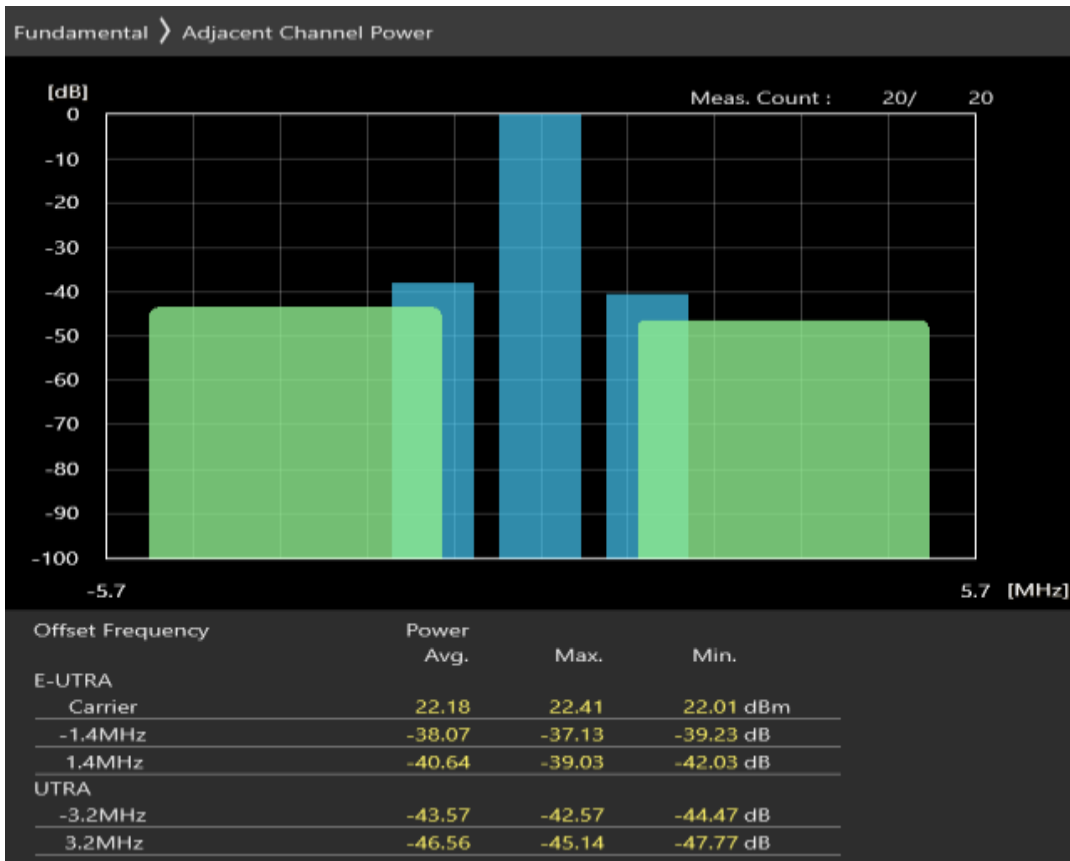 Fundamental 〉 Adjacent Channel Power
[dB]
Meas. Count : 20/ 20
0
-10
-20
-30
-40
-50
-60
-70
-80
-90
-100
-5.7 5.7 [MHz]
Offset Frequency Power
Avg. Max. Min.
E-UTRA
Carrier 22.18 22.41 22.01 dBm
-1.4MHz -38.07 -37.13 -39.23 dB
1.4MHz -40.64 -39.03 -42.03 dB
UTRA
-3.2MHz -43.57 -42.57 -44.47 dB
3.2MHz -46.56 -45.14 -47.77 dB